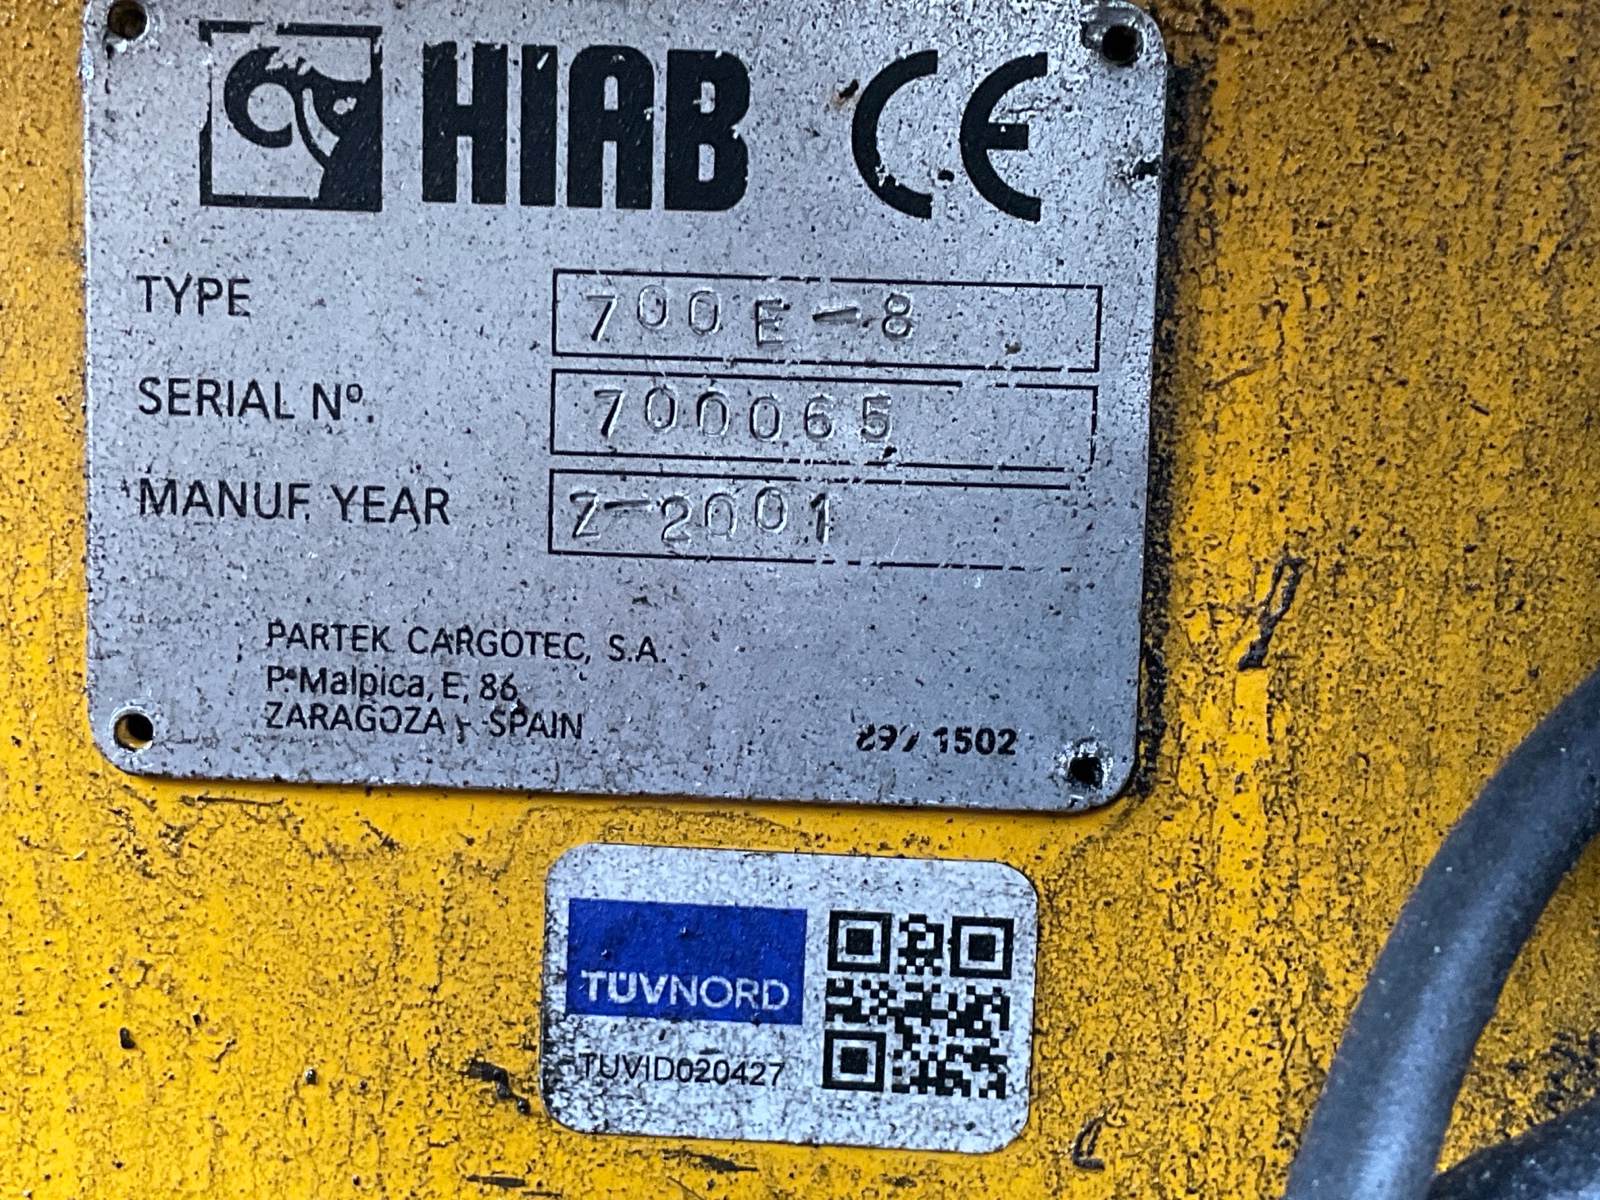 HIAB CE
TYPE 700E-8
SERIAL Nº. 700065
MANUF. YEAR Z-2001
PARTEK CARGOTEC, S.A.
Pº Malpica, E, 86
ZARAGOZA - SPAIN
1502
TÜVNORD
TUVID020427